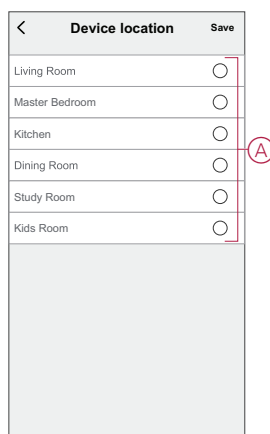 Device location Save
Living Room
Master Bedroom
Kitchen
Dining Room
Study Room
Kids Room
A